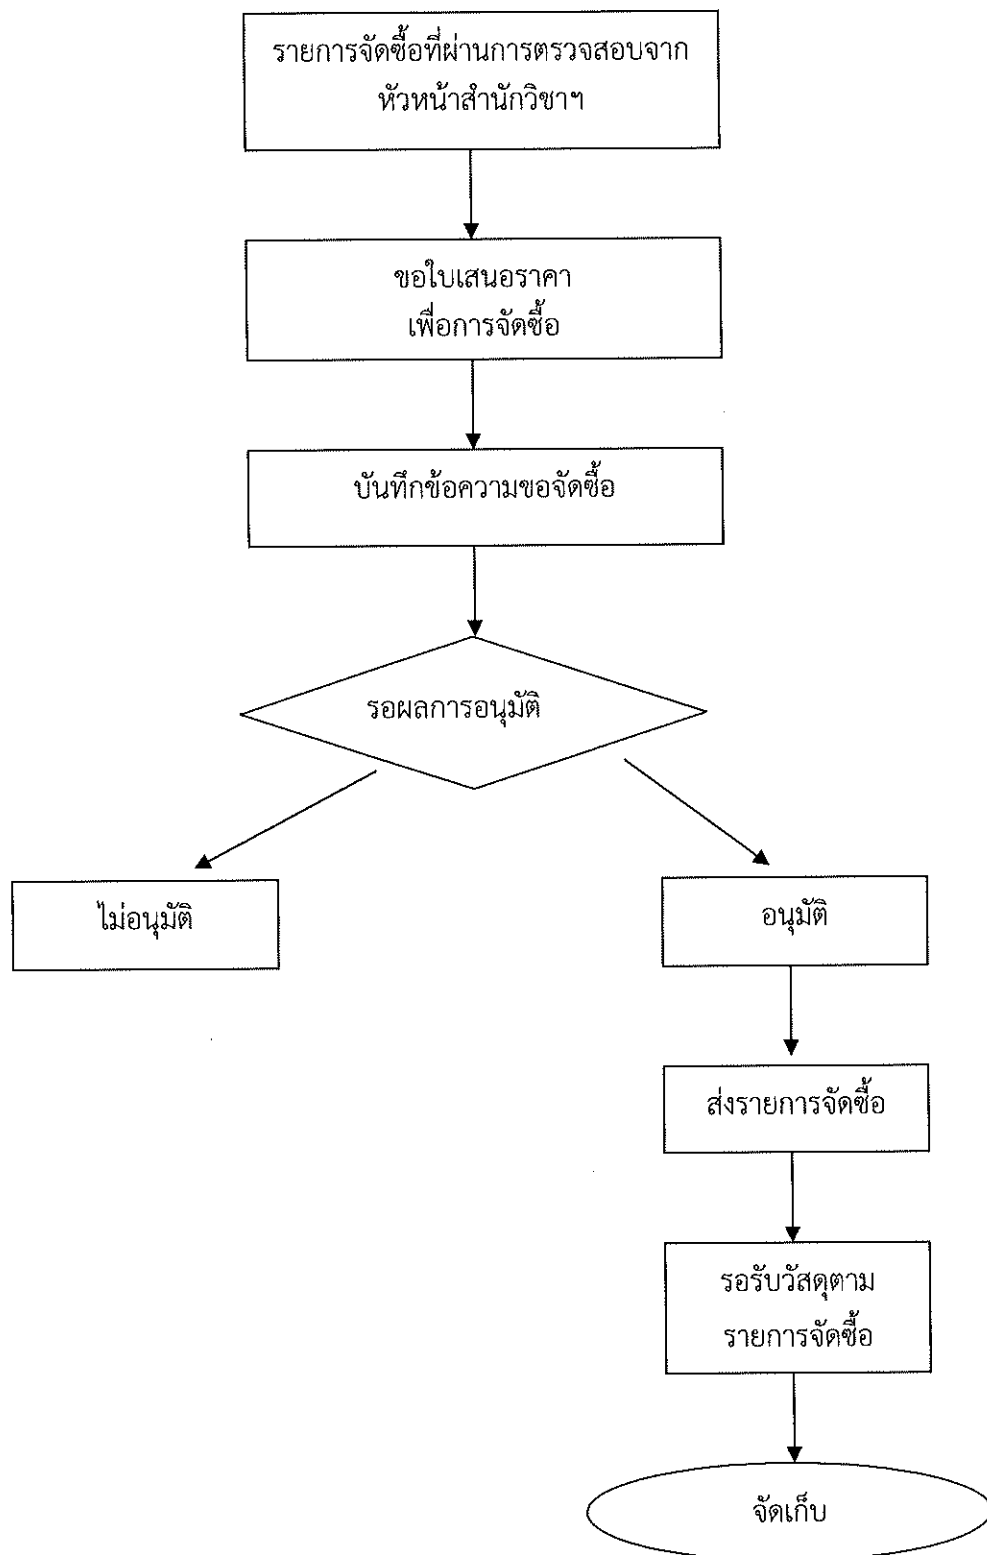 รายการจัดซื้อที่ผ่านการตรวจสอบจาก
หัวหน้าสำนักวิชาฯ
ขอใบเสนอราคา
เพื่อการจัดซื้อ
บันทึกข้อความขอจัดซื้อ
รอผลการอนุมัติ
ไม่อนุมัติ
อนุมัติ
ส่งรายการจัดซื้อ
รอรับวัสดุตาม
รายการจัดซื้อ
จัดเก็บ